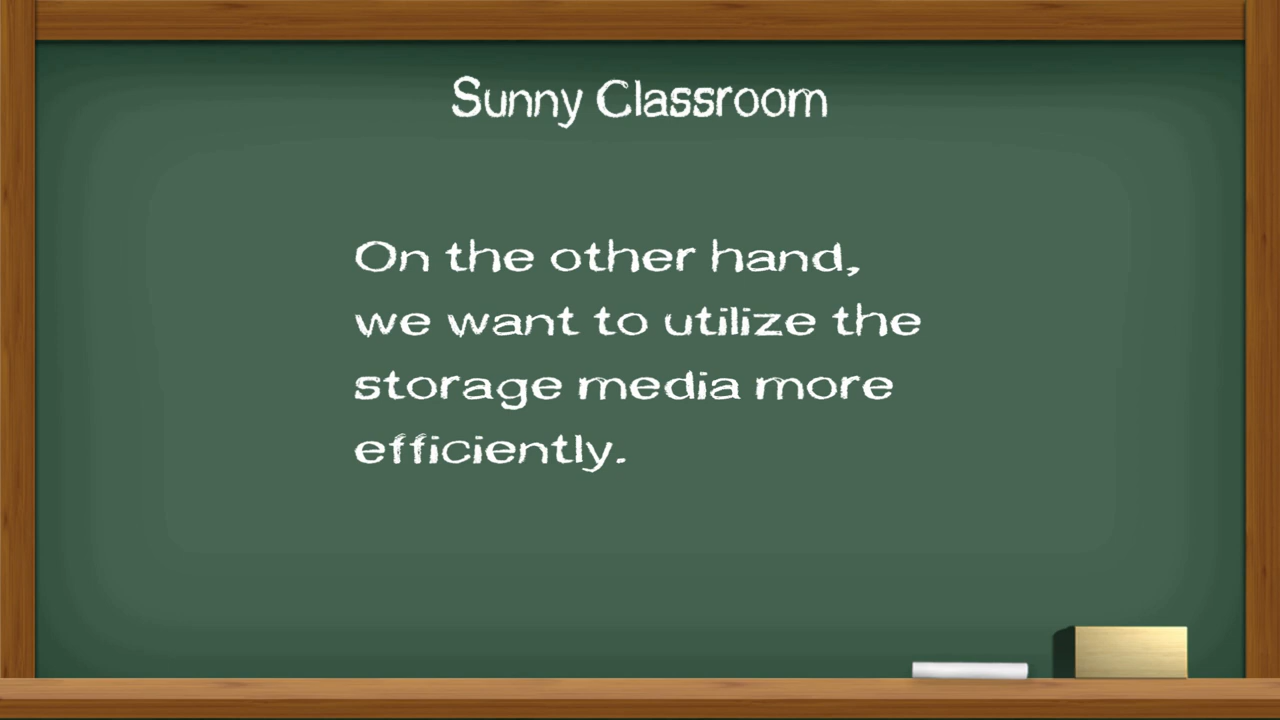 Sunny Classroom
On the other hand,
we want to utilize the
storage media more
efficiently.